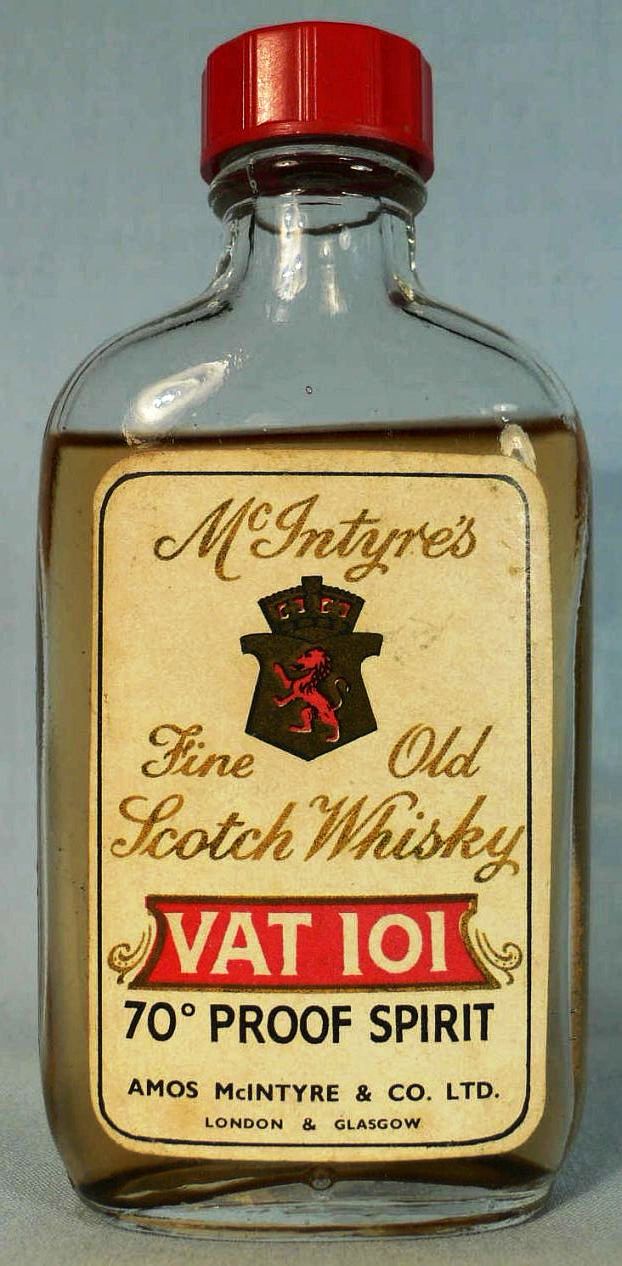 McIntyre's
Fine Old
Scotch Whisky
VAT 101
70° PROOF SPIRIT
AMOS McINTYRE & CO. LTD.
LONDON & GLASGOW